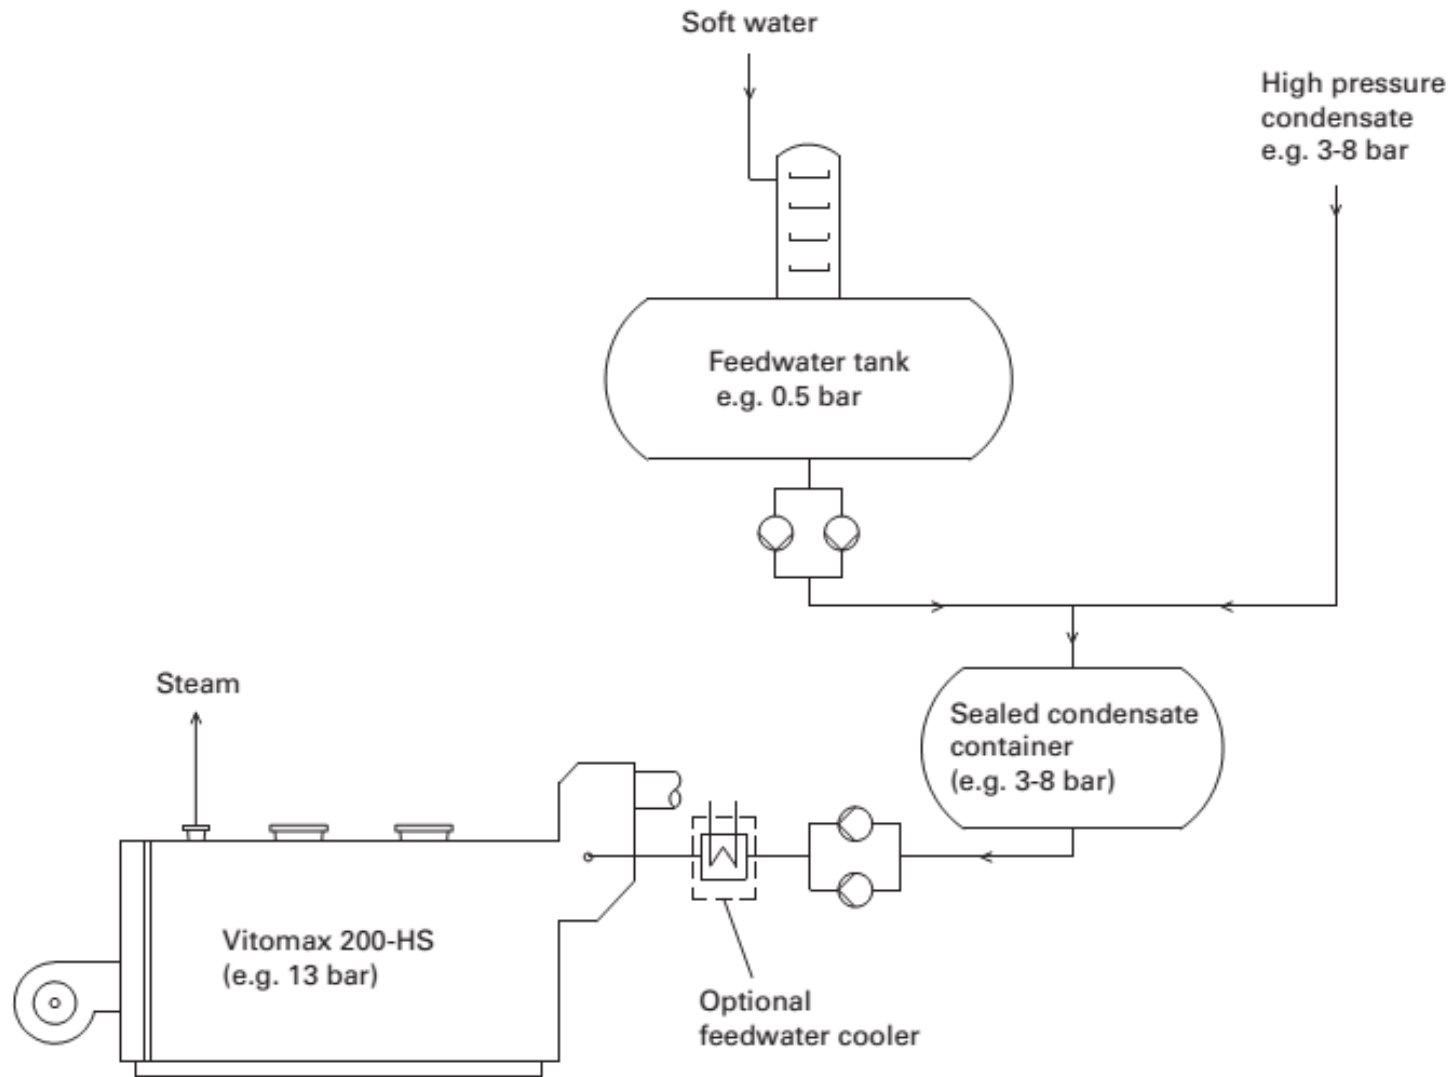 Soft water
High pressure
condensate
e.g. 3-8 bar
Feedwater tank
e.g. 0.5 bar
Steam
Sealed condensate
container
(e.g. 3-8 bar)
Vitomax 200-HS
(e.g. 13 bar)
Optional
feedwater cooler